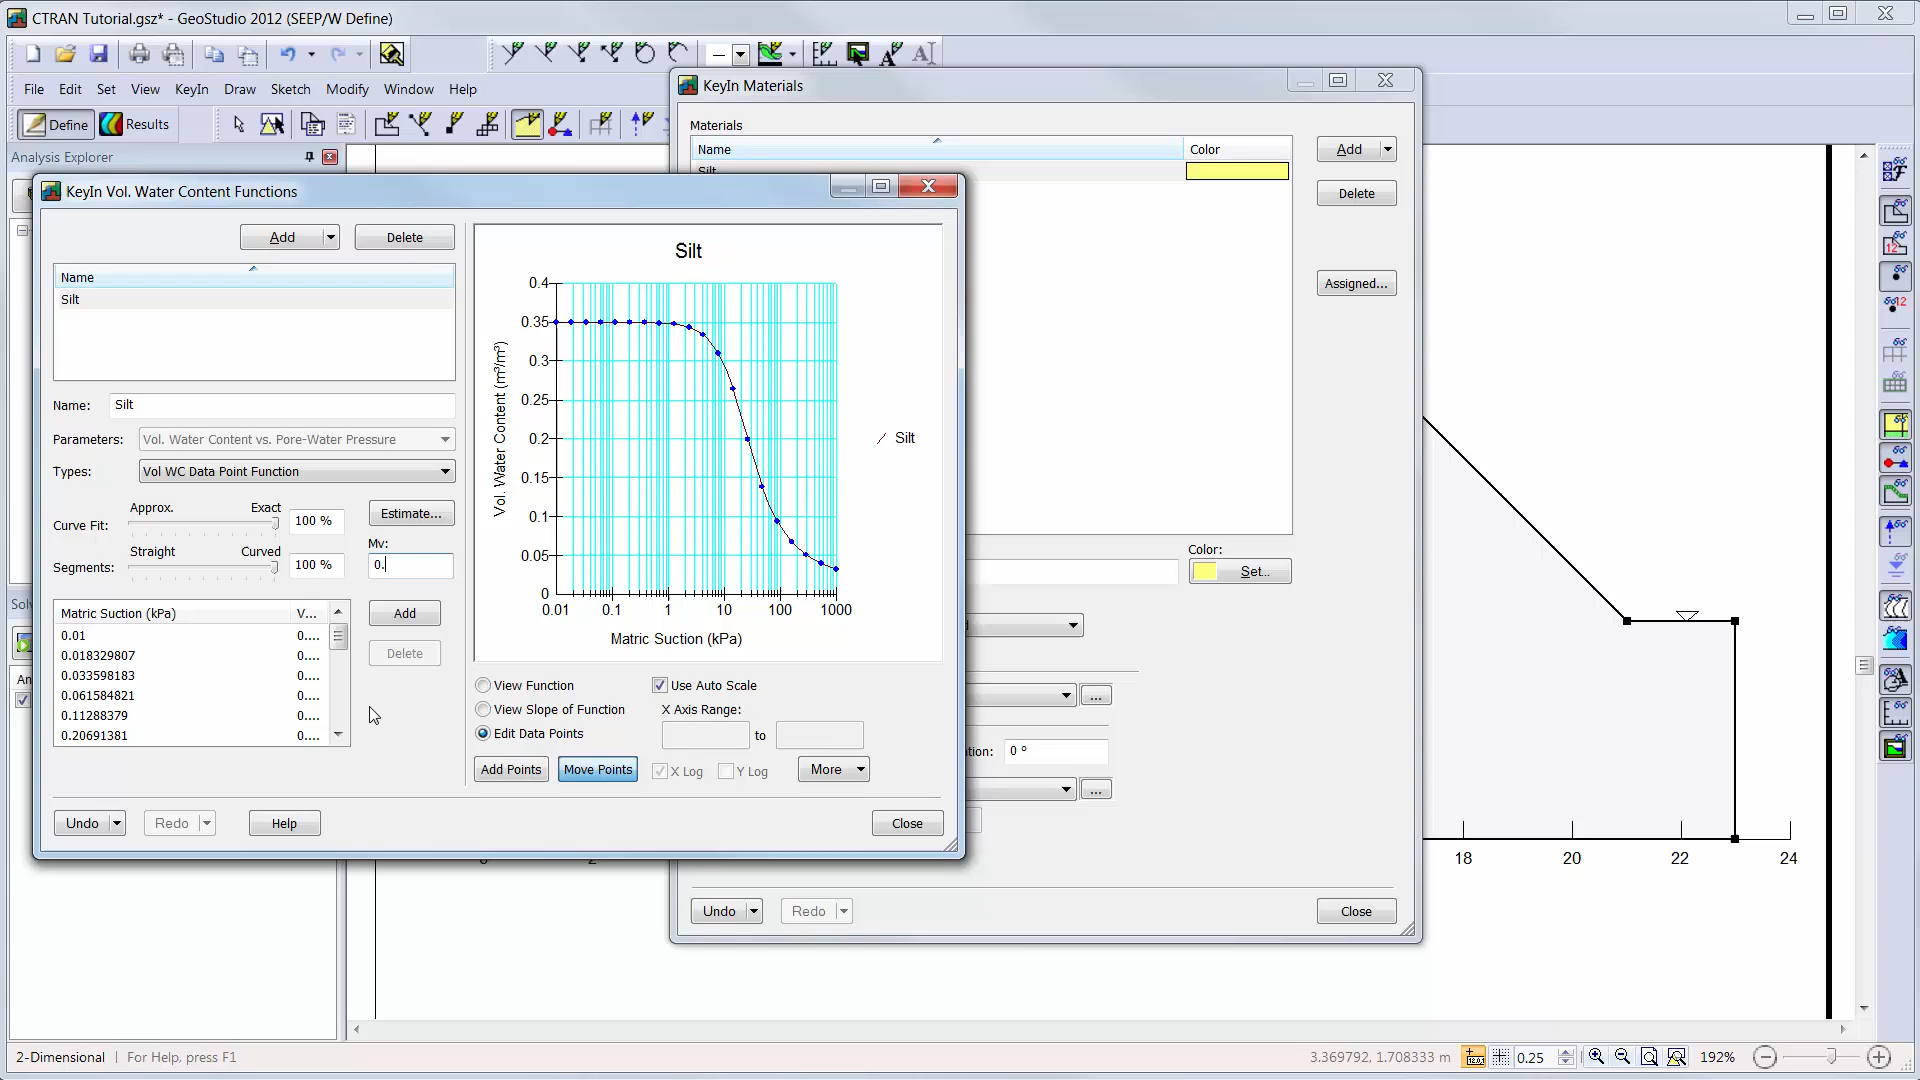 CTRAN Tutorial.gsz* - GeoStudio 2012 (SEEP/W Define)
File Edit Set View KeyIn Draw Sketch Modify Window Help
Define Results
Analysis Explorer
KeyIn Materials
Materials
Name Color
Silt
Add
Delete
Assigned...
Color:
Set...
0 º
...
...
Undo Redo Close
KeyIn Vol. Water Content Functions
Add Delete
Name
Silt
Name: Silt
Parameters: Vol. Water Content vs. Pore-Water Pressure
Types: Vol WC Data Point Function
Approx. Exact
Curve Fit: 100 %
Estimate...
Straight Curved
Segments: 100 %
Mv:
0.
Matric Suction (kPa) V...
0.01 0....
0.018329807 0....
0.033598183 0....
0.061584821 0....
0.11288379 0....
0.20691381 0....
Add
Delete
Silt
Vol. Water Content (m³/m³)
0.4
0.35
0.3
0.25
0.2
0.15
0.1
0.05
0
0.01 0.1 1 10 100 1000
Matric Suction (kPa)
Silt
View Function
View Slope of Function
Edit Data Points
Use Auto Scale
X Axis Range:
to
Add Points Move Points
X Log Y Log
More
Undo Redo Help Close
18 20 22 24
2-Dimensional For Help, press F1
3.369792, 1.708333 m 0.25 192%